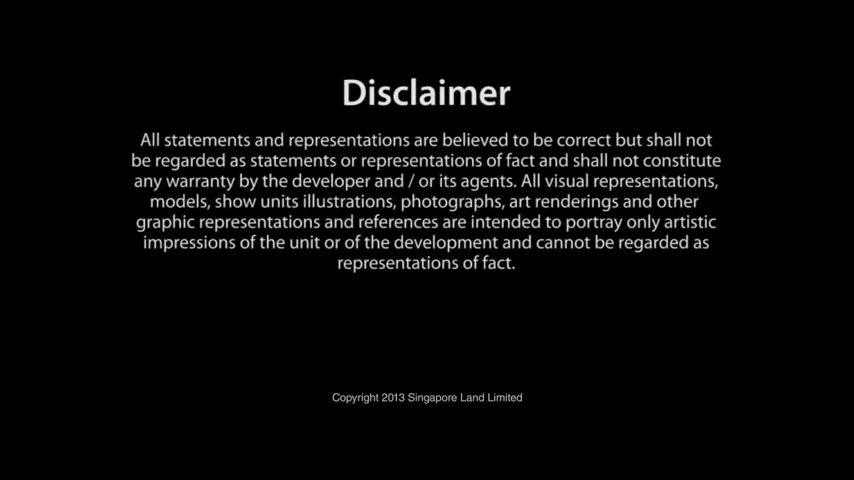 Disclaimer
All statements and representations are believed to be correct but shall not
be regarded as statements or representations of fact and shall not constitute
any warranty by the developer and / or its agents. All visual representations,
models, show units illustrations, photographs, art renderings and other
graphic representations and references are intended to portray only artistic
impressions of the unit or of the development and cannot be regarded as
representations of fact.
Copyright 2013 Singapore Land Limited